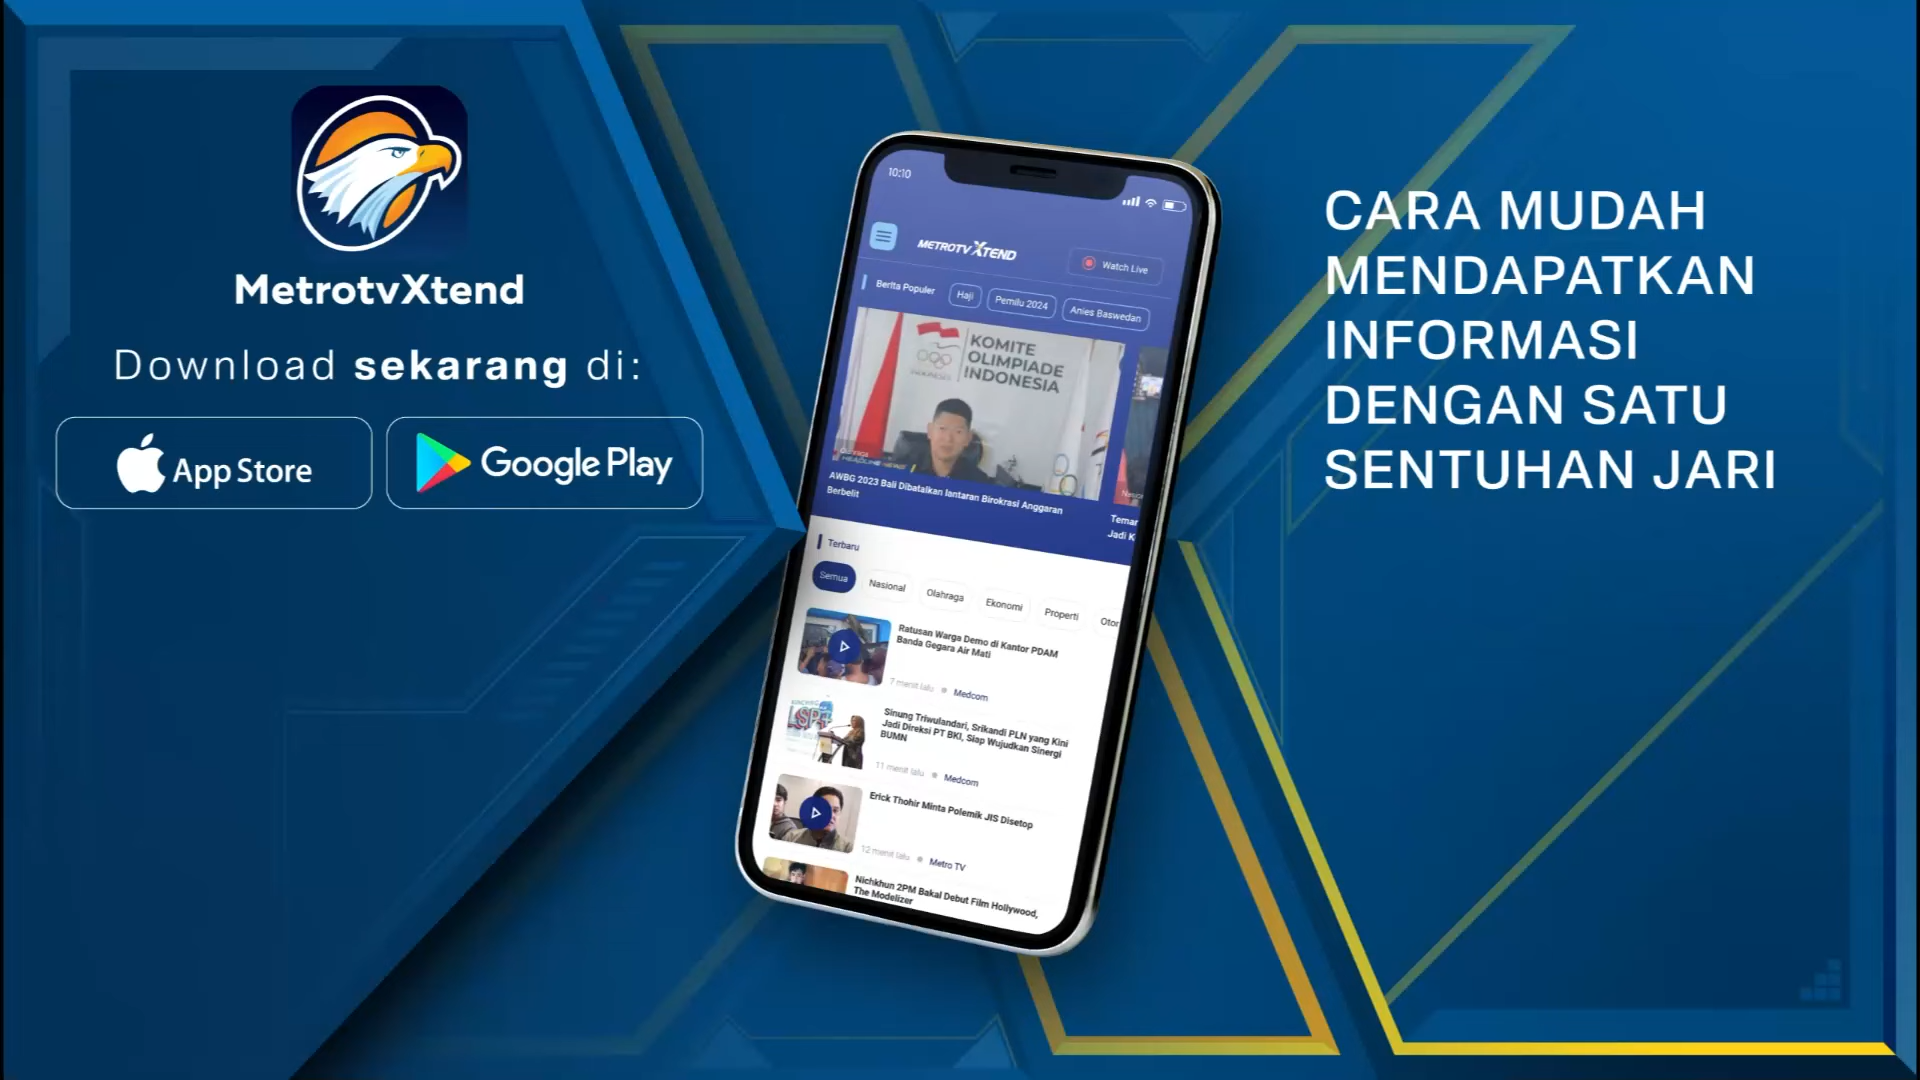 MetrotvXtend
Download sekarang di:
App Store
Google Play
10:10
METROTV XTEND
Watch Live
Berita Populer
Haji
Pemilu 2024
Anies Baswedan
KOMITE
OLIMPIADE
INDONESIA
AWBG 2023 Bali Dibatalkan lantaran Birokrasi Anggaran
Berbelit
Teman
Jadi K
Terbaru
Semua
Nasional
Olahraga
Ekonomi
Properti
Otor
Ratusan Warga Demo di Kantor PDAM
Banda Gegara Air Mati
7 menit lalu
Medcom
Sinung Triwulandari, Srikandi PLN yang Kini
Jadi Direksi PT BKI, Siap Wujudkan Sinergi
BUMN
11 menit lalu
Medcom
Erick Thohir Minta Polemik JIS Disetop
12 menit lalu
Metro TV
Nichkhun 2PM Bakal Debut Film Hollywood,
The Modelizer
CARA MUDAH
MENDAPATKAN
INFORMASI
DENGAN SATU
SENTUHAN JARI